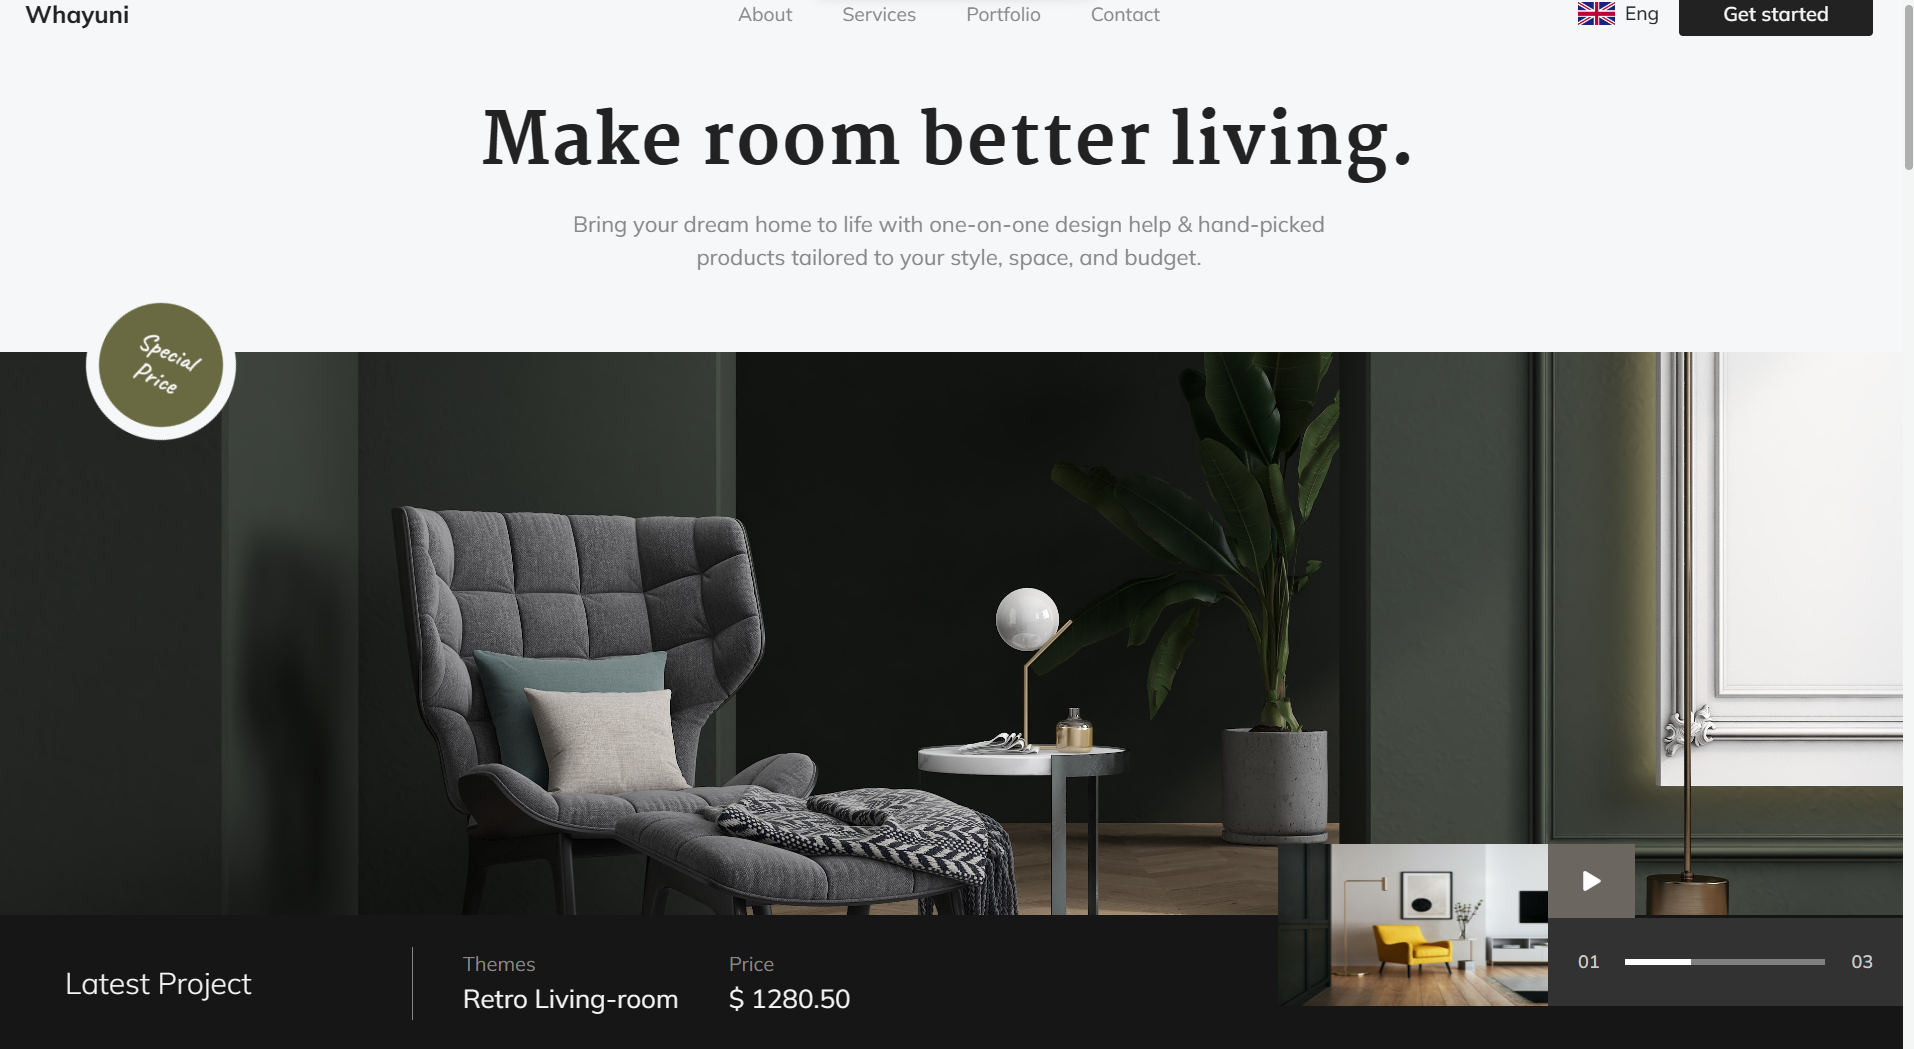 Whayuni
About
Services
Portfolio
Contact
Eng
Get started
Make room better living.
Bring your dream home to life with one-on-one design help & hand-picked
products tailored to your style, space, and budget.
Special
Price
Latest Project
Themes
Retro Living-room
Price
$ 1280.50
01
03